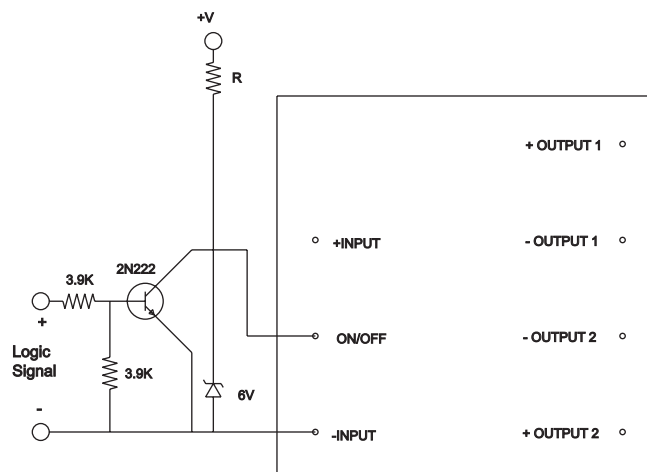 +V
R
+ OUTPUT 1
+INPUT
- OUTPUT 1
2N222
3.9K
+
ON/OFF
- OUTPUT 2
Logic
Signal
3.9K
6V
-
-INPUT
+ OUTPUT 2